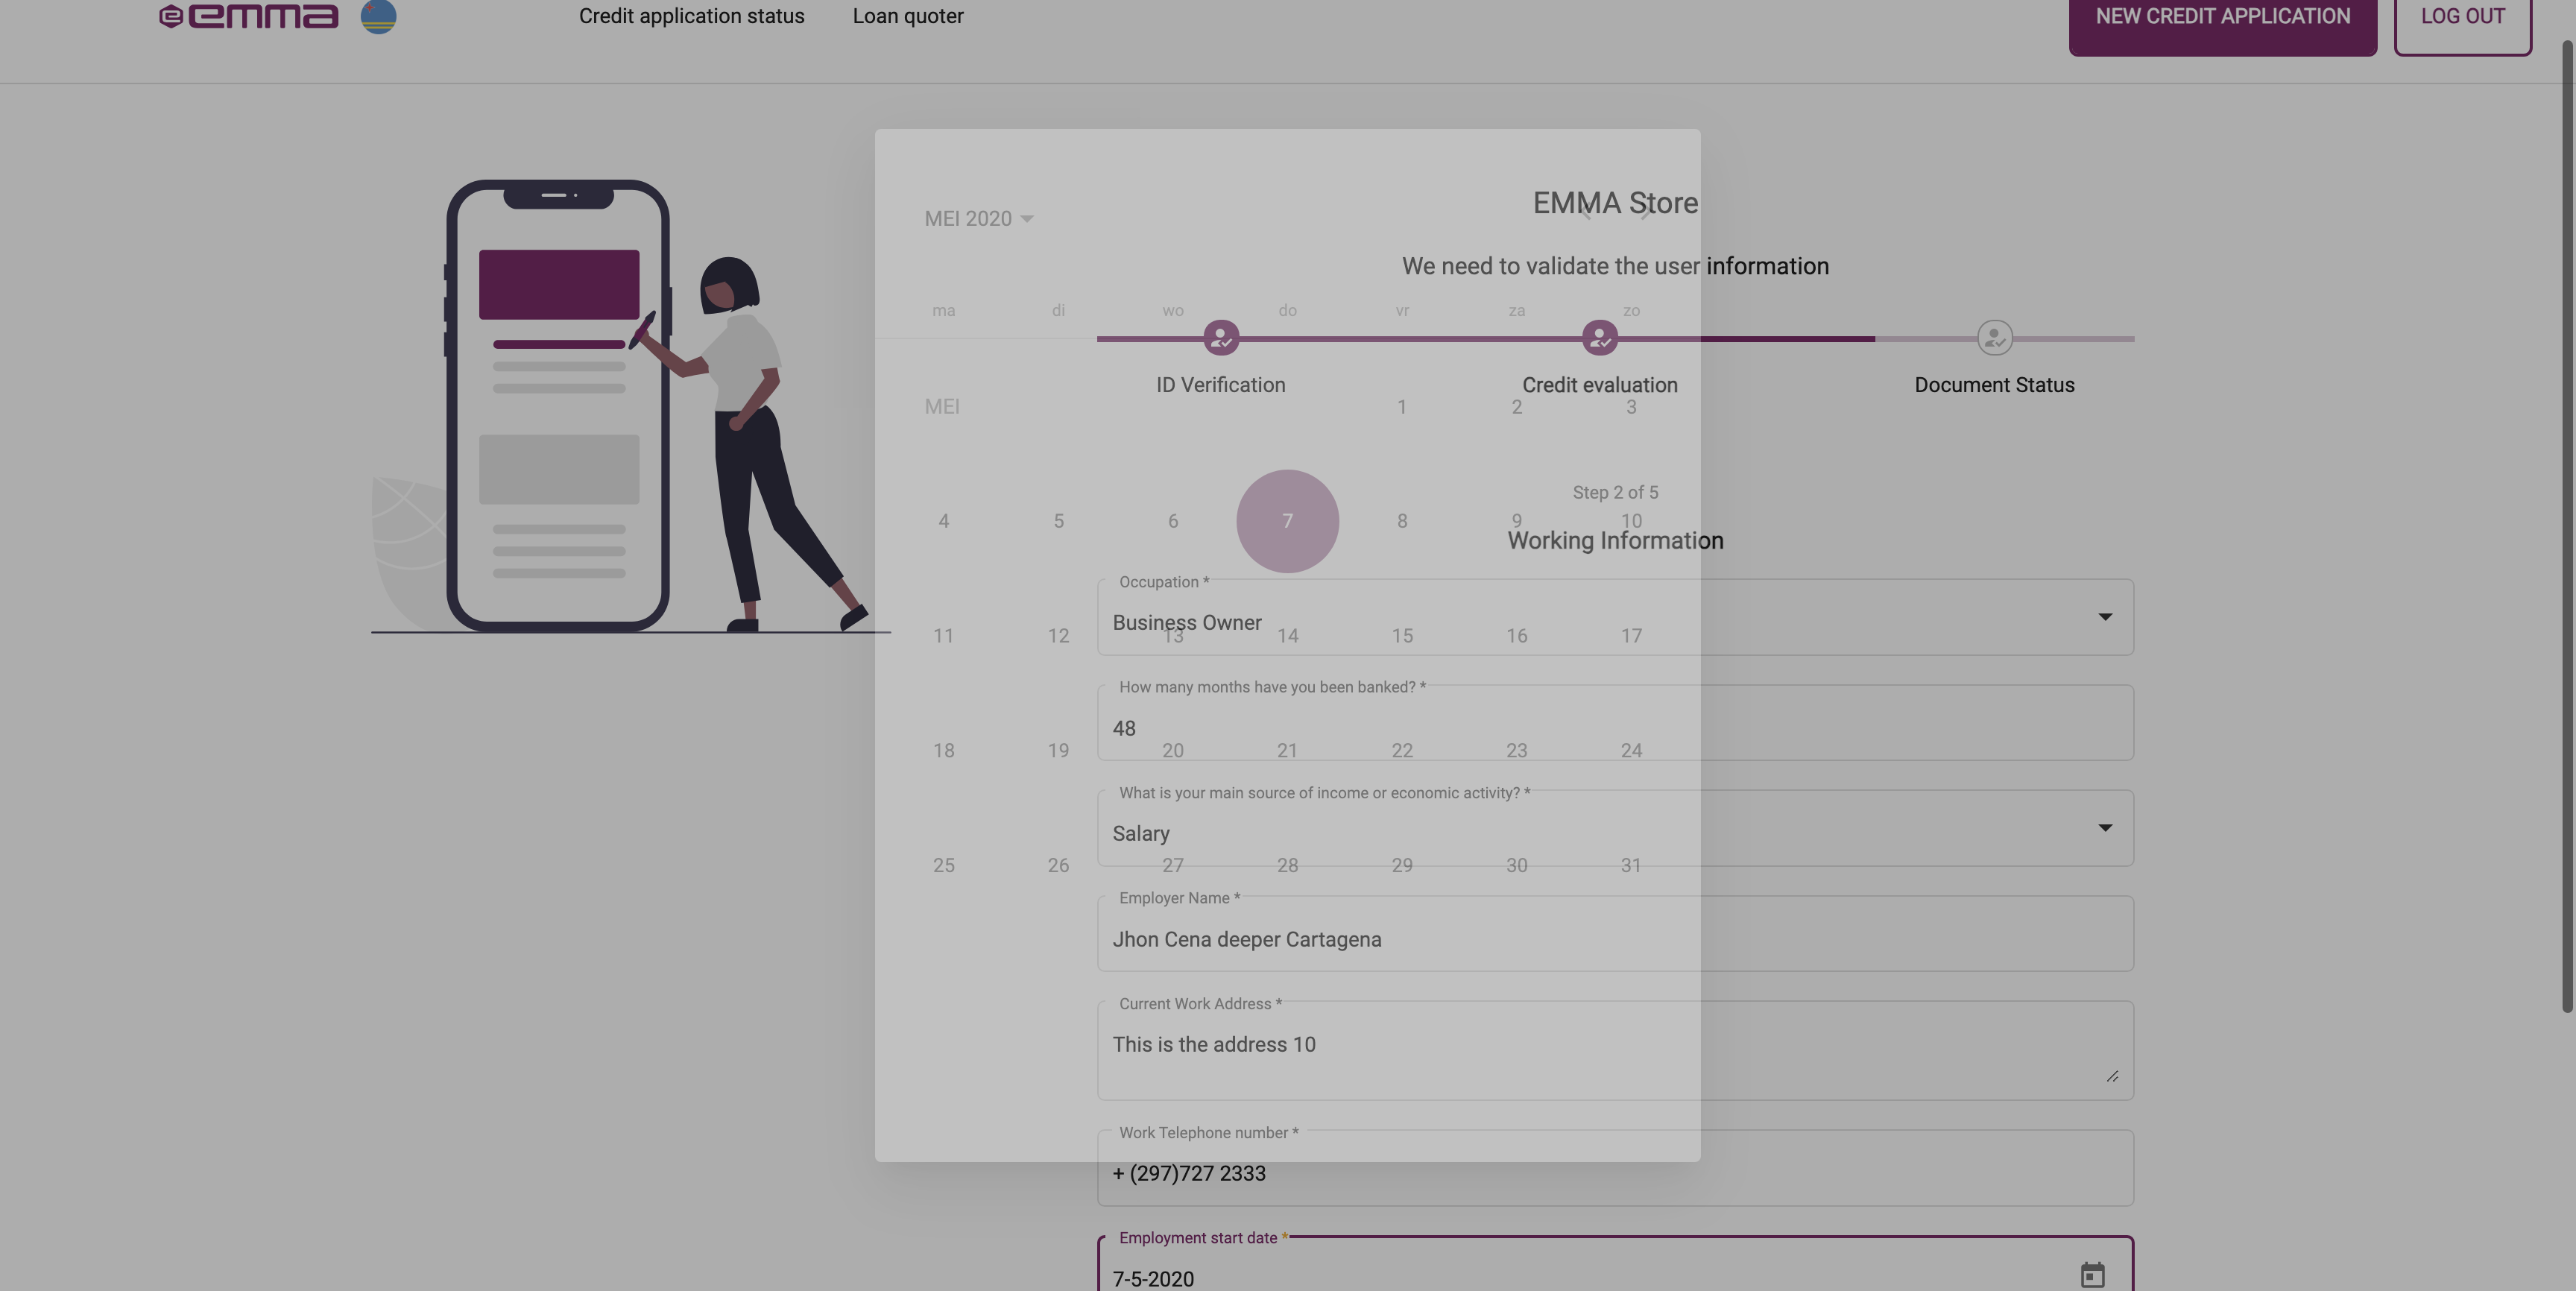 emma
Credit application status
Loan quoter
NEW CREDIT APPLICATION
LOG OUT
EMMA Store
MEI 2020
We need to validate the user information
ma di wo do vr za zo
ID Verification
Credit evaluation
Document Status
MEI 1 2 3
Step 2 of 5
4 5 6 7 8 9 10
Working Information
Occupation *
Business Owner
11 12 13 14 15 16 17
How many months have you been banked? *
48
18 19 20 21 22 23 24
What is your main source of income or economic activity? *
Salary
25 26 27 28 29 30 31
Employer Name *
Jhon Cena deeper Cartagena
Current Work Address *
This is the address 10
Work Telephone number *
+ (297)727 2333
Employment start date *
7-5-2020